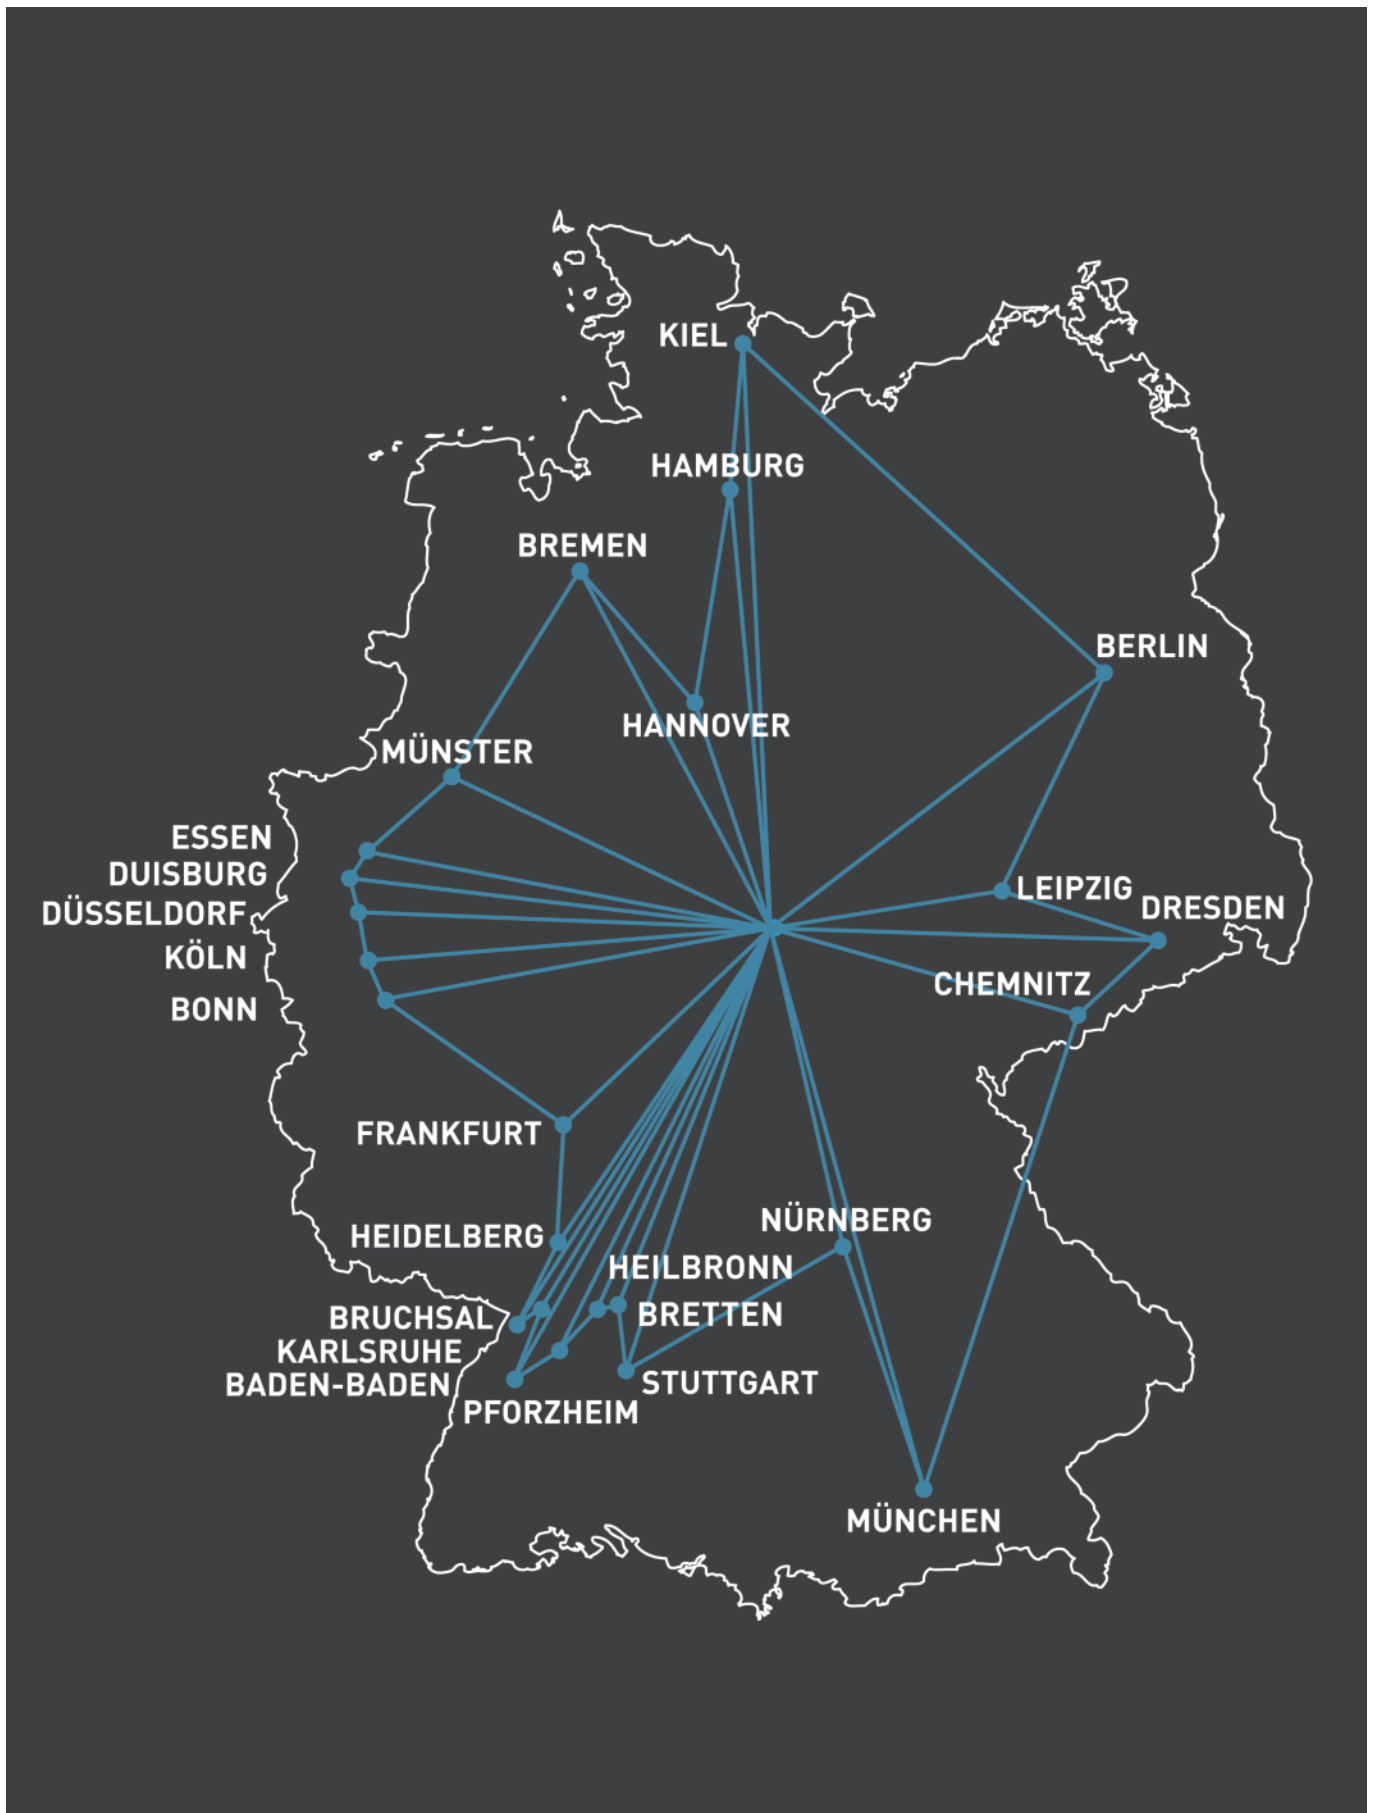 KIEL
HAMBURG
BREMEN
BERLIN
HANNOVER
MÜNSTER
ESSEN
DUISBURG
LEIPZIG
DÜSSELDORF
DRESDEN
KÖLN
CHEMNITZ
BONN
FRANKFURT
NÜRNBERG
HEIDELBERG
HEILBRONN
BRUCHSAL
BRETTEN
KARLSRUHE
BADEN-BADEN
STUTTGART
PFORZHEIM
MÜNCHEN